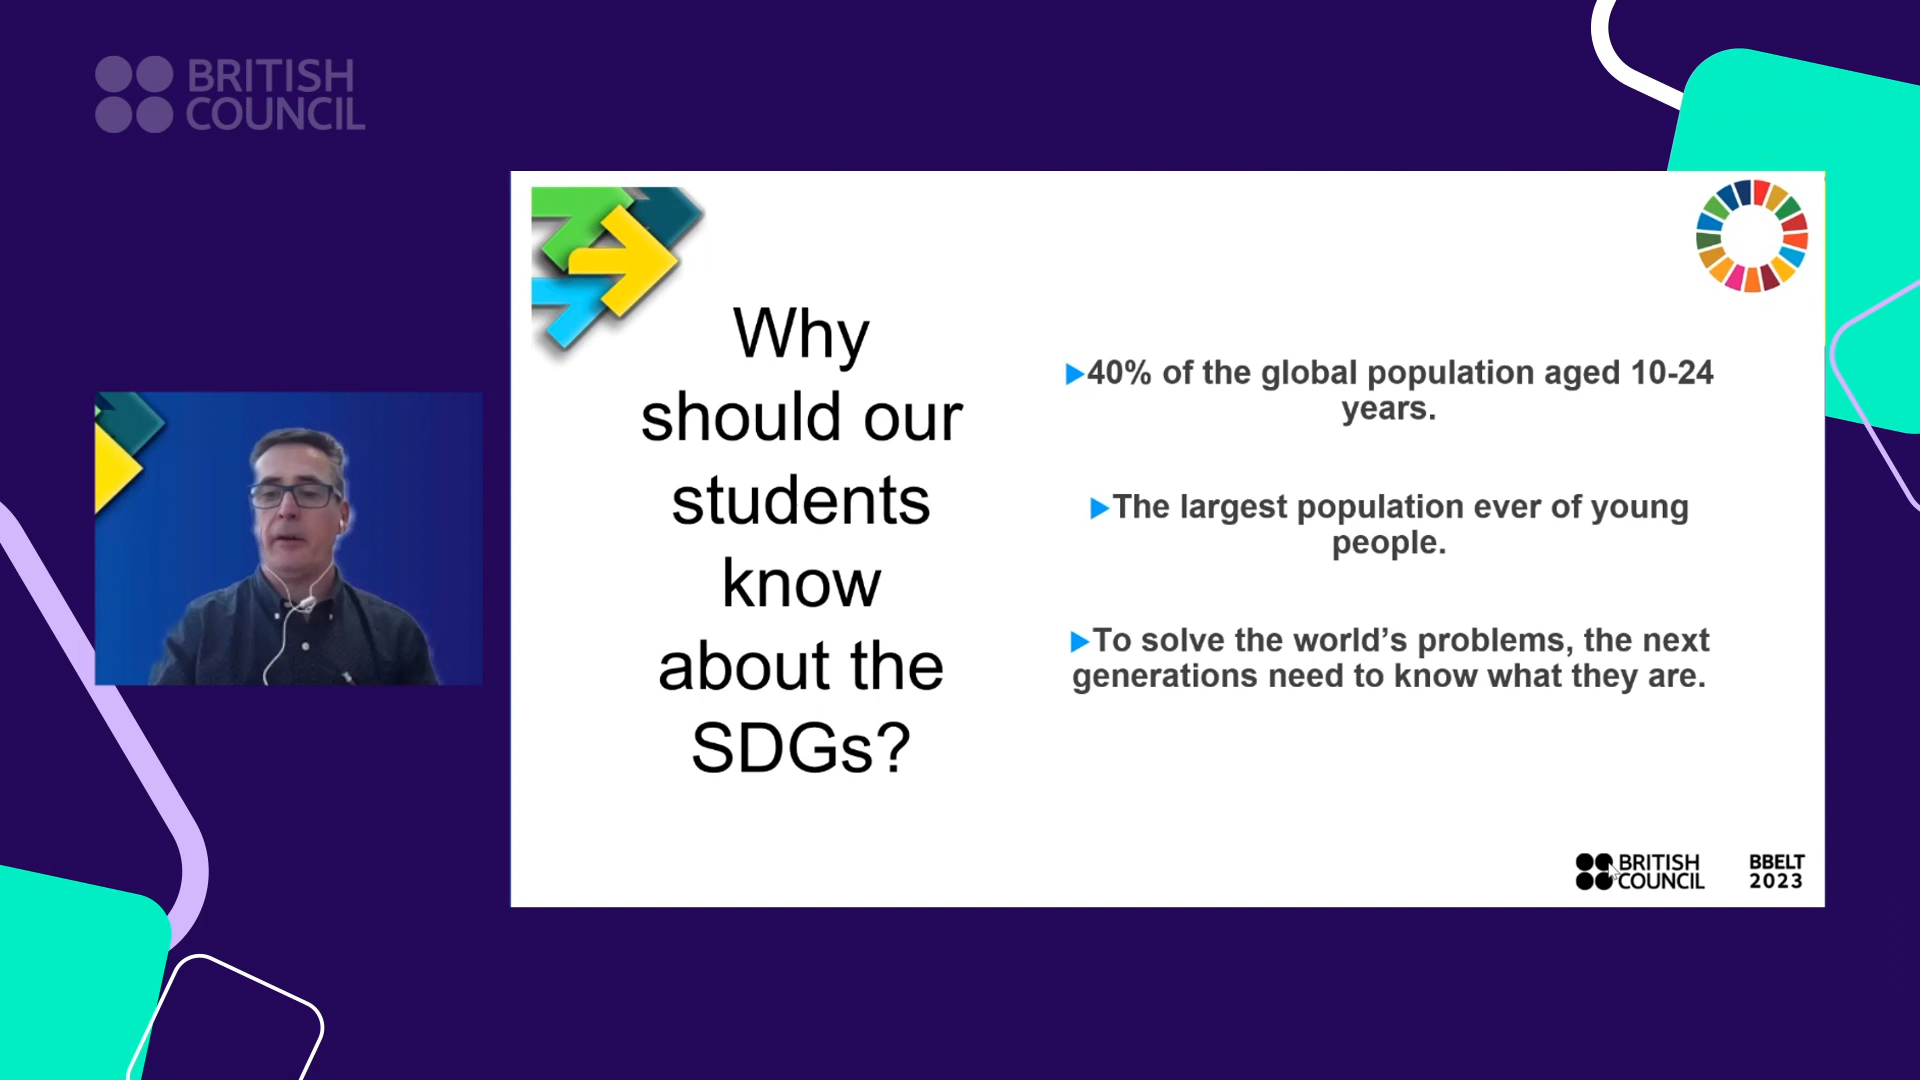 BRITISH
COUNCIL
Why
should our
students
know
about the
SDGs?
▶40% of the global population aged 10-24
years.
▶The largest population ever of young
people.
▶To solve the world’s problems, the next
generations need to know what they are.
BRITISH
COUNCIL
BBELT
2023